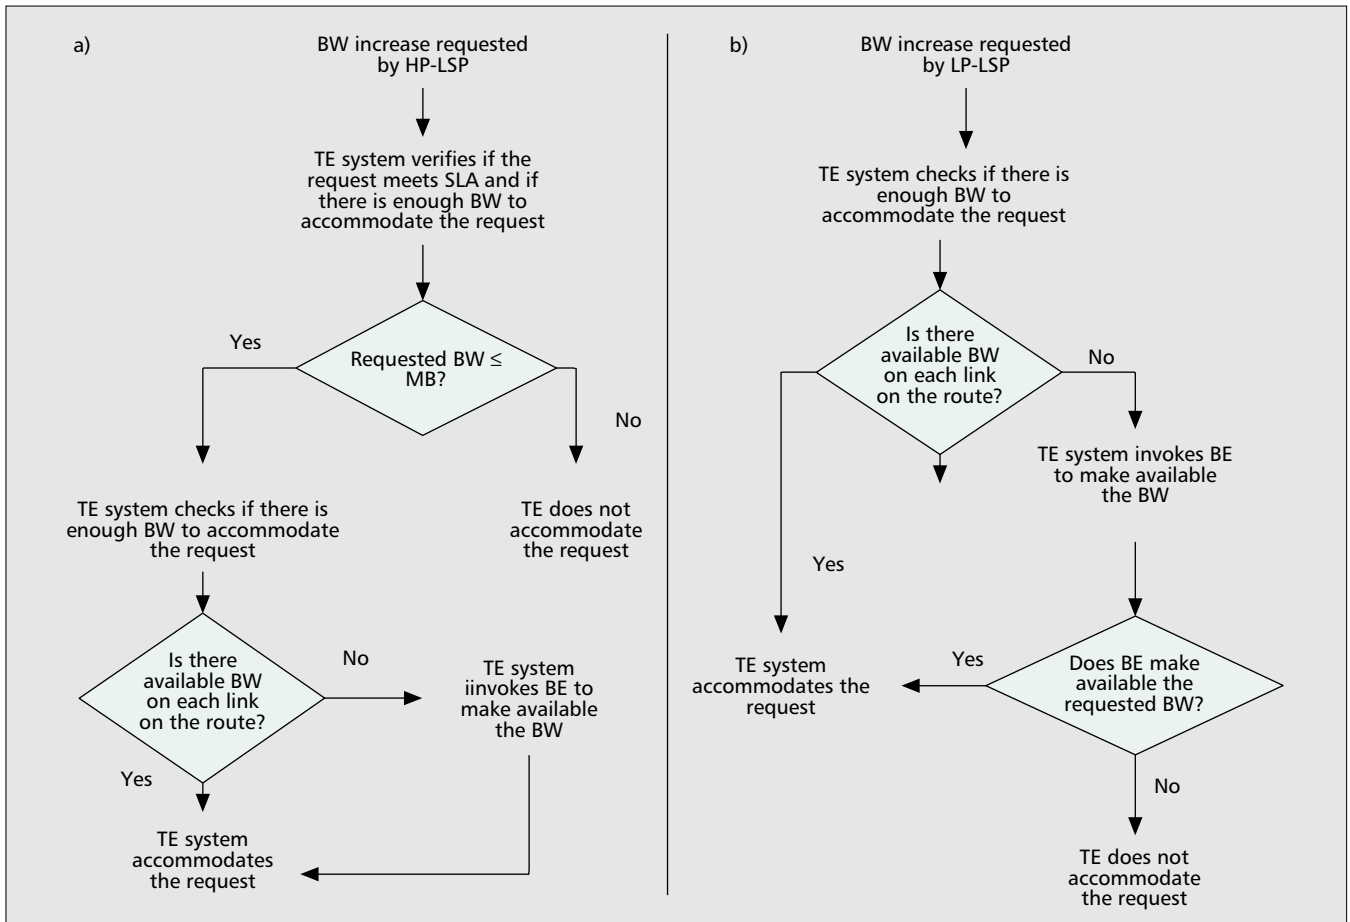 a)
BW increase requested
by HP-LSP
TE system verifies if the
request meets SLA and if
there is enough BW to
accommodate the request
Yes
Requested BW ≤
MB?
No
TE system checks if there is
enough BW to accommodate
the request
TE does not
accommodate
the request
Is there
available BW
on each link
on the route?
No
TE system
iinvokes BE to
make available
the BW
Yes
TE system
accommodates
the request
b)
BW increase requested
by LP-LSP
TE system checks if there is
enough BW to
accommodate the request
Is there
available BW
on each link
on the route?
No
TE system invokes BE
to make available
the BW
Yes
TE system
accommodates the
request
Yes
Does BE make
available the
requested BW?
No
TE does not
accommodate
the request